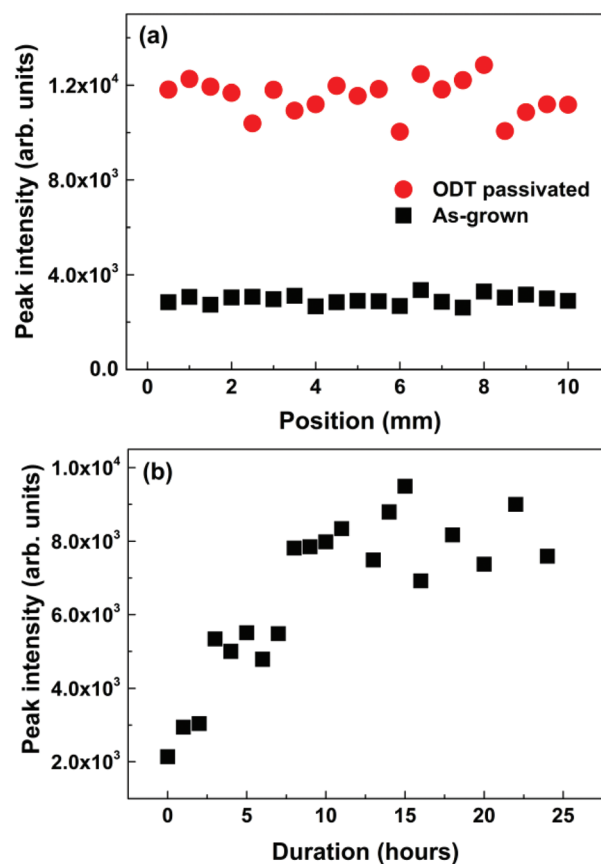 (a)
Peak intensity (arb. units)
1.2x10⁴
8.0x10³
4.0x10³
0.0
ODT passivated
As-grown
0 2 4 6 8 10
Position (mm)
(b)
Peak intensity (arb. units)
1.0x10⁴
8.0x10³
6.0x10³
4.0x10³
2.0x10³
0 5 10 15 20 25
Duration (hours)